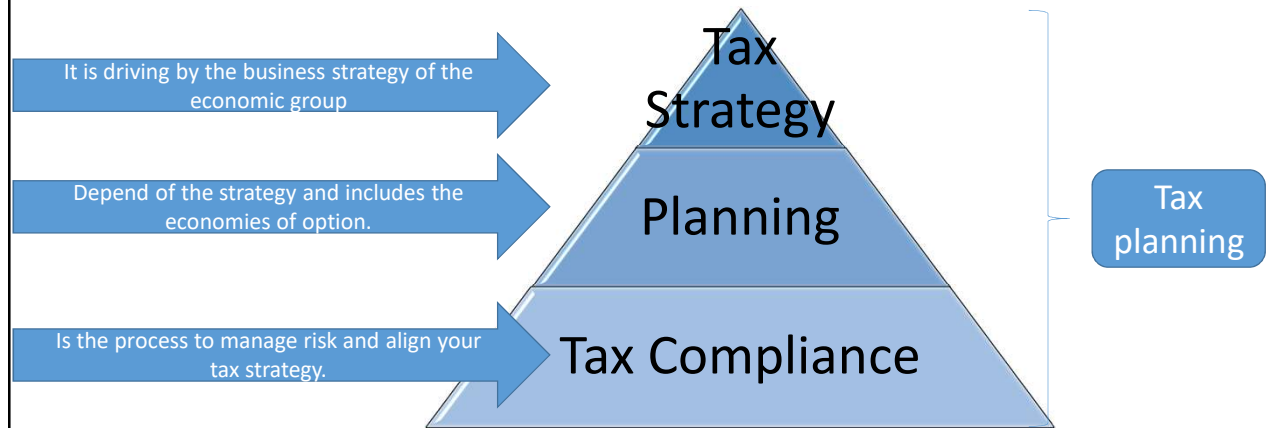 It is driving by the business strategy of the
economic group
Tax
Strategy
Depend of the strategy and includes the
economies of option.
Planning
Tax
planning
Is the process to manage risk and align your
tax strategy.
Tax Compliance